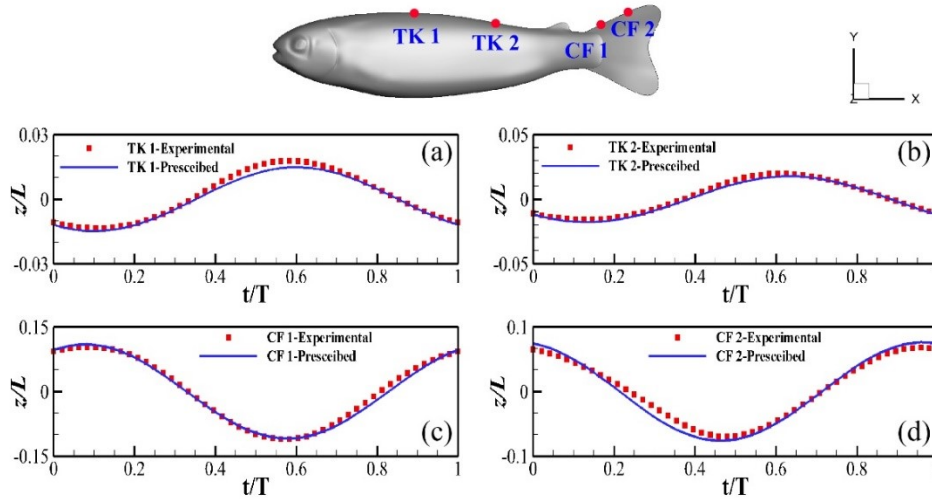 TK 1
TK 2
CF 1
CF 2
Y
Z
X
0.03
TK 1-Experimental
TK 1-Presceibed
(a)
z/L
0
-0.03
0
0.2
0.4
0.6
0.8
1
t/T
0.05
TK 2-Experimental
TK 2-Presceibed
(b)
z/L
0
-0.05
0
0.2
0.4
0.6
0.8
1
t/T
0.15
CF 1-Experimental
CF 1-Presceibed
z/L
0
(c)
-0.15
0
0.2
0.4
0.6
0.8
1
t/T
0.1
CF 2-Experimental
CF 2-Presceibed
z/L
0
(d)
-0.1
0
0.2
0.4
0.6
0.8
1
t/T